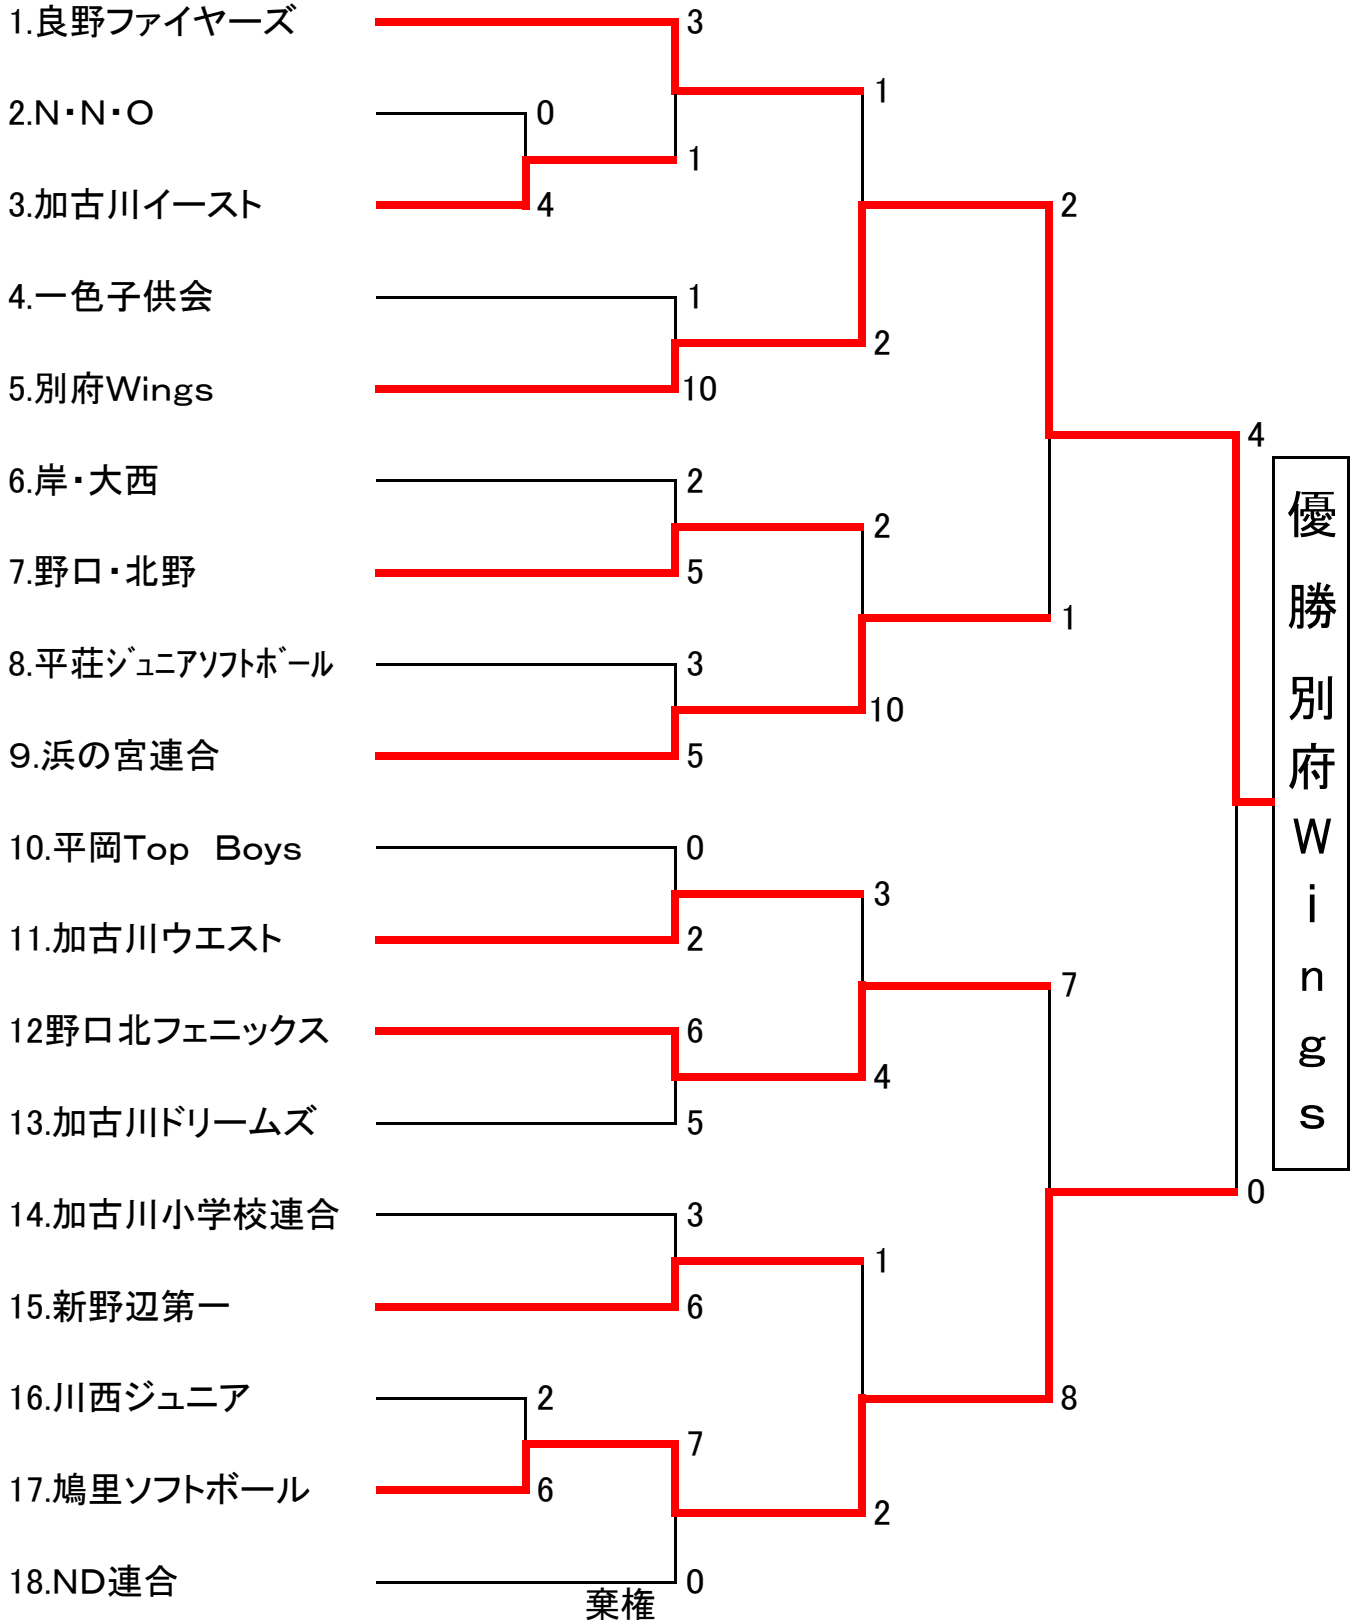 1.良野ファイヤーズ
3
1
2.N・N・O
0
1
3.加古川イースト
4
2
4.一色子供会
1
2
5.別府Wings
10
4
6.岸・大西
2
2
7.野口・北野
5
1
8.平荘ｼﾞｭﾆｱｿﾌﾄﾎﾞｰﾙ
3
10
9.浜の宮連合
5
10.平岡Top　Boys
0
3
11.加古川ウエスト
2
7
12野口北フェニックス
6
4
13.加古川ドリームズ
5
0
14.加古川小学校連合
3
1
15.新野辺第一
6
16.川西ジュニア
2
8
7
17.鳩里ソフトボール
6
2
18.ND連合
0
棄権
優勝 別府Wings